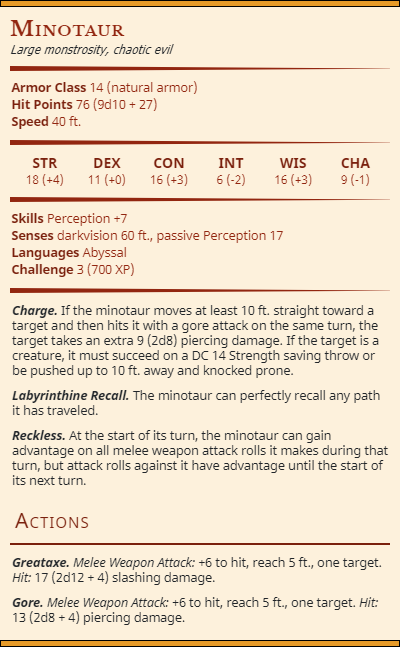 Minotaur
Large monstrosity, chaotic evil
Armor Class 14 (natural armor)
Hit Points 76 (9d10 + 27)
Speed 40 ft.
STR DEX CON INT WIS CHA
18 (+4) 11 (+0) 16 (+3) 6 (-2) 16 (+3) 9 (-1)
Skills Perception +7
Senses darkvision 60 ft., passive Perception 17
Languages Abyssal
Challenge 3 (700 XP)
Charge. If the minotaur moves at least 10 ft. straight toward a
target and then hits it with a gore attack on the same turn, the
target takes an extra 9 (2d8) piercing damage. If the target is a
creature, it must succeed on a DC 14 Strength saving throw or
be pushed up to 10 ft. away and knocked prone.
Labyrinthine Recall. The minotaur can perfectly recall any path
it has traveled.
Reckless. At the start of its turn, the minotaur can gain
advantage on all melee weapon attack rolls it makes during that
turn, but attack rolls against it have advantage until the start of
its next turn.
Actions
Greataxe. Melee Weapon Attack: +6 to hit, reach 5 ft., one target.
Hit: 17 (2d12 + 4) slashing damage.
Gore. Melee Weapon Attack: +6 to hit, reach 5 ft., one target. Hit:
13 (2d8 + 4) piercing damage.